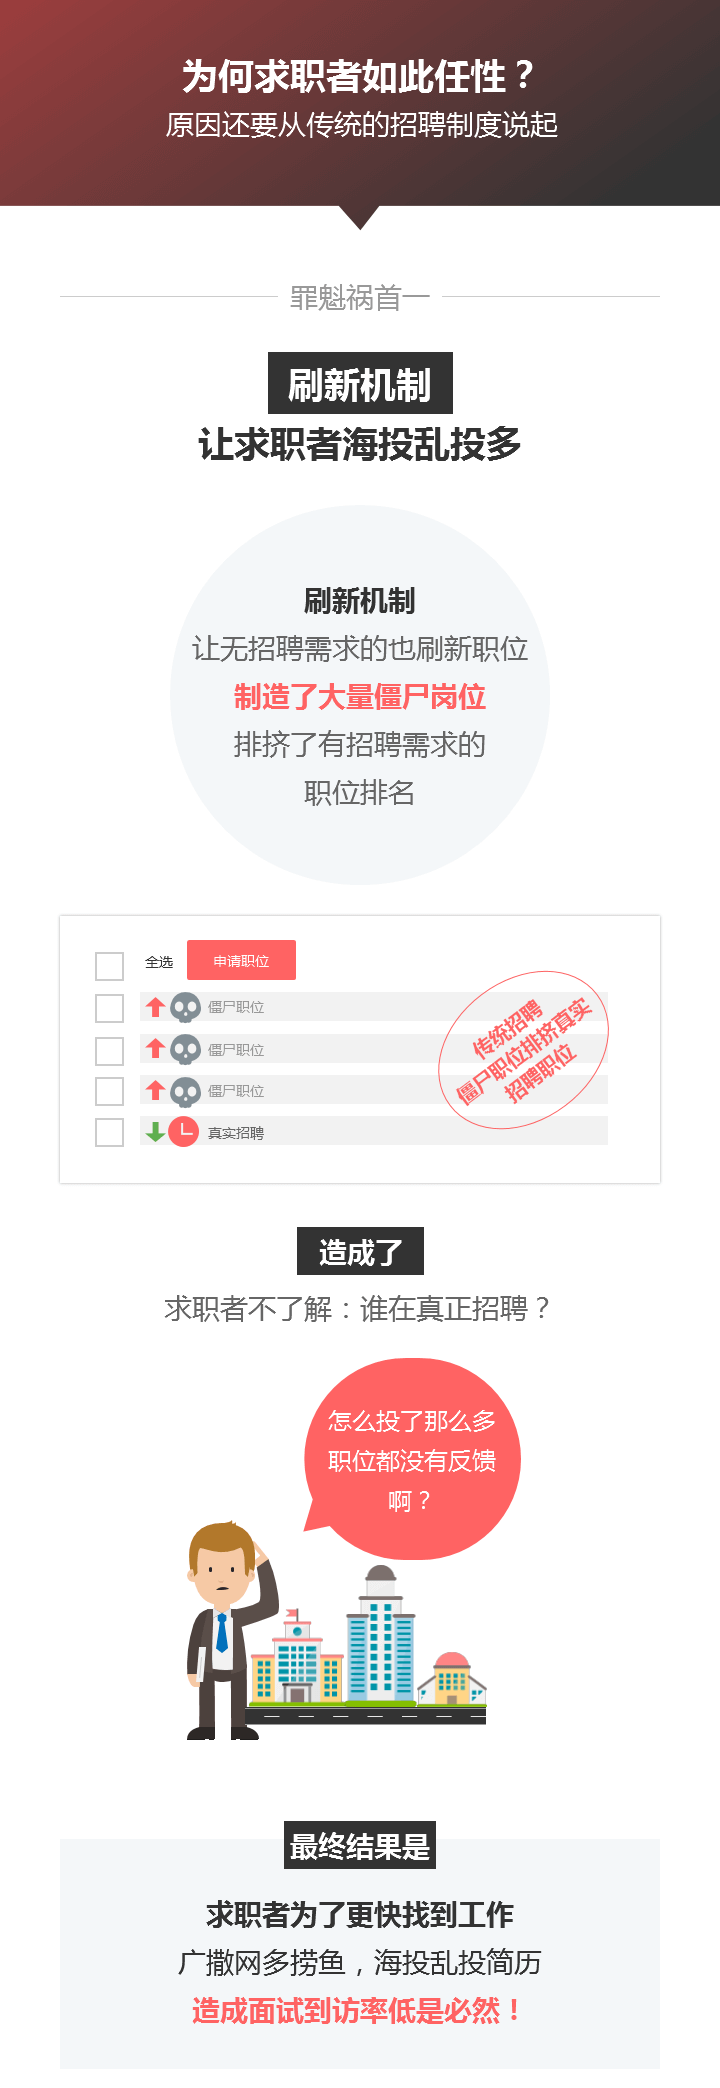 为何求职者如此任性？
原因还要从传统的招聘制度说起
罪魁祸首一
刷新机制
让求职者海投乱投多
刷新机制
让无招聘需求的也刷新职位
制造了大量僵尸岗位
排挤了有招聘需求的
职位排名
全选
申请职位
僵尸职位
僵尸职位
僵尸职位
真实招聘
传统招聘
僵尸职位排挤真实
招聘职位
造成了
求职者不了解：谁在真正招聘？
怎么投了那么多
职位都没有反馈
啊？
最终结果是
求职者为了更快找到工作
广撒网多捞鱼，海投乱投简历
造成面试到访率低是必然！